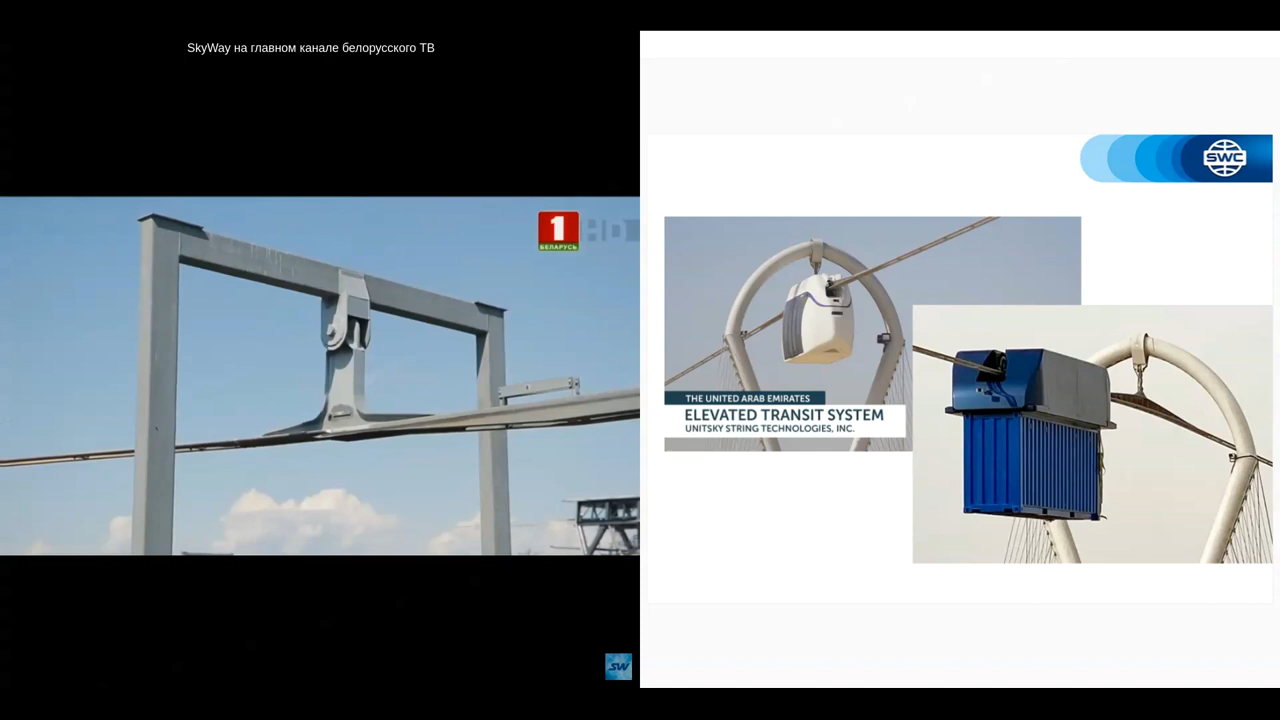 SkyWay на главном канале белорусского ТВ
1
HD
БЕЛАРУСЬ
SW
SWC
THE UNITED ARAB EMIRATES
ELEVATED TRANSIT SYSTEM
UNITSKY STRING TECHNOLOGIES, INC.